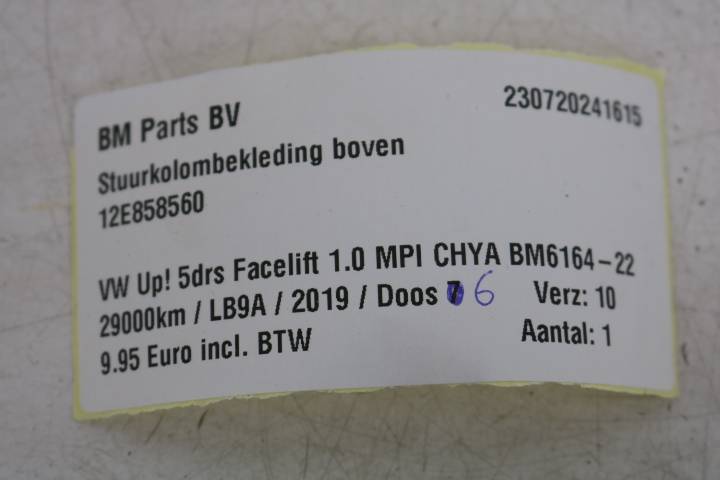 BM Parts BV 230720241615
Stuurkolombekleding boven
12E858560
VW Up! 5drs Facelift 1.0 MPI CHYA BM6164-22
29000km / LB9A / 2019 / Doos 6 Verz: 10
9.95 Euro incl. BTW Aantal: 1